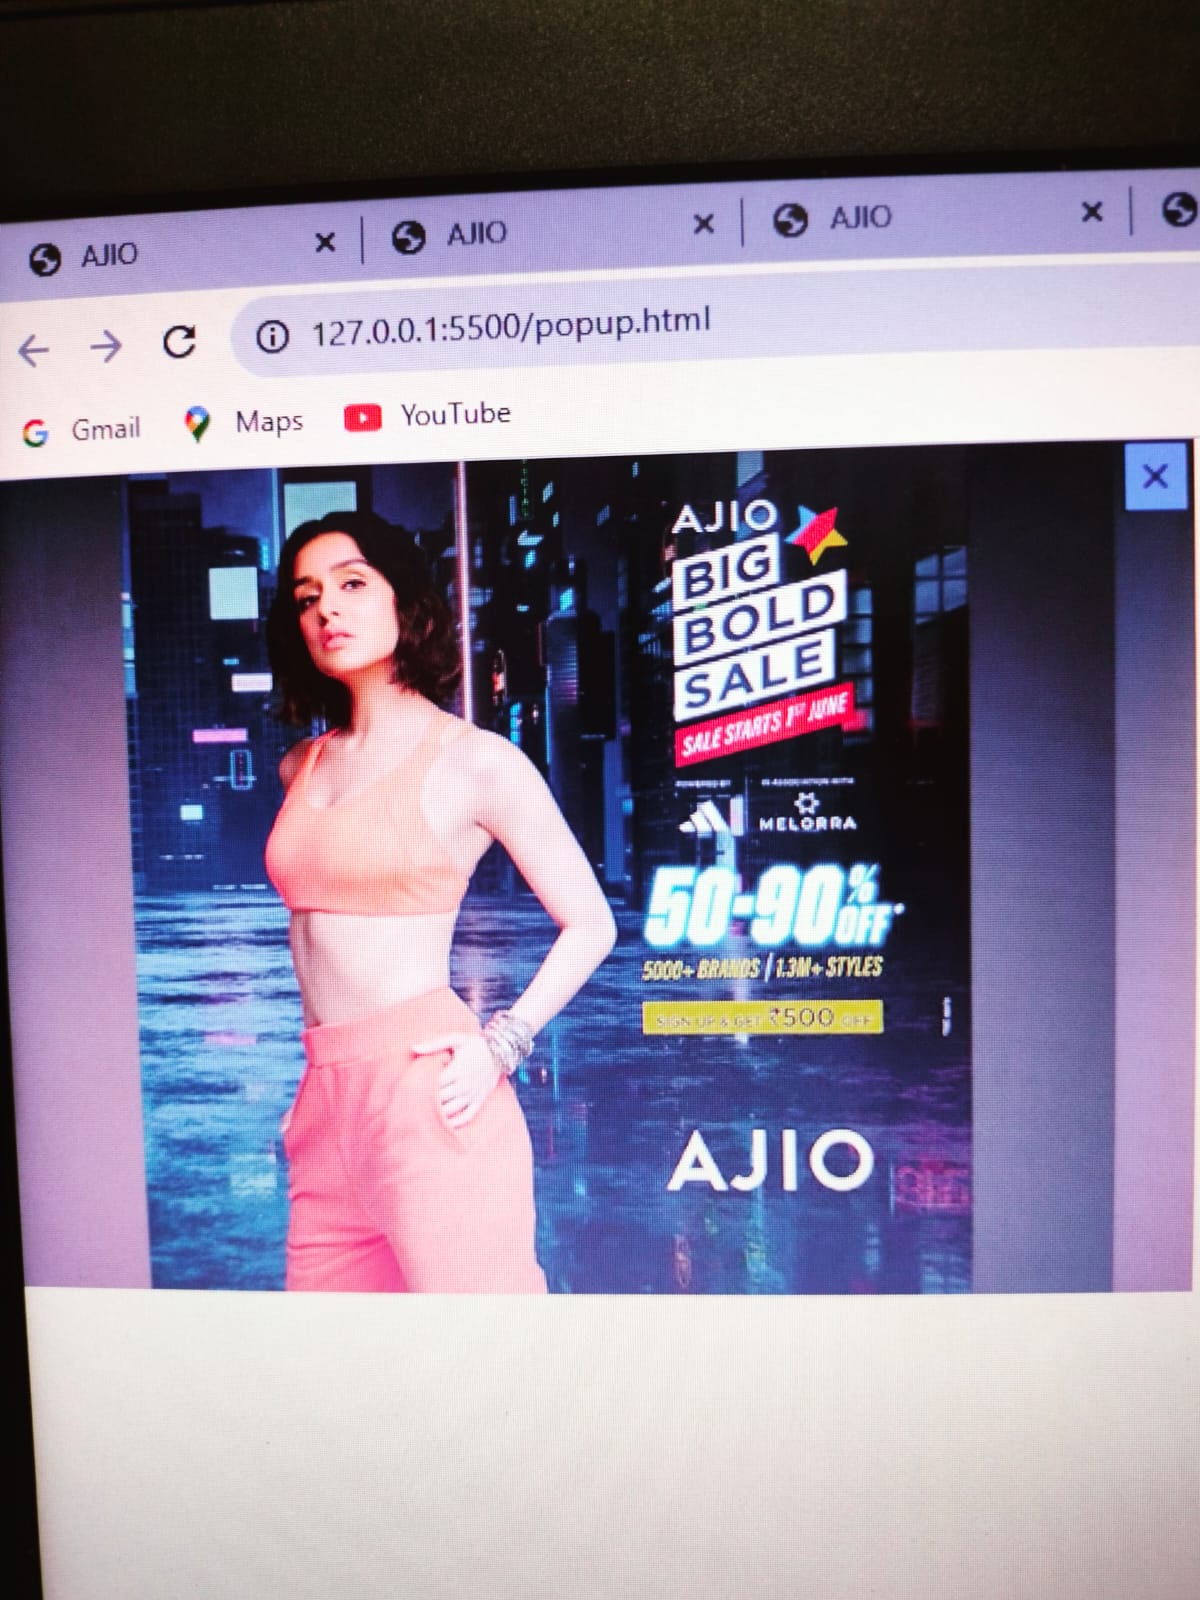 AJIO
AJIO
AJIO
127.0.0.1:5500/popup.html
Gmail
Maps
YouTube
AJIO
BIG
BOLD
SALE
SALE STARTS 1ST JUNE
POWERED BY
IN ASSOCIATION WITH
MELORRA
50-90% OFF*
5000+ BRANDS | 1.3M+ STYLES
SIGN UP & GET ₹500 OFF
AJIO